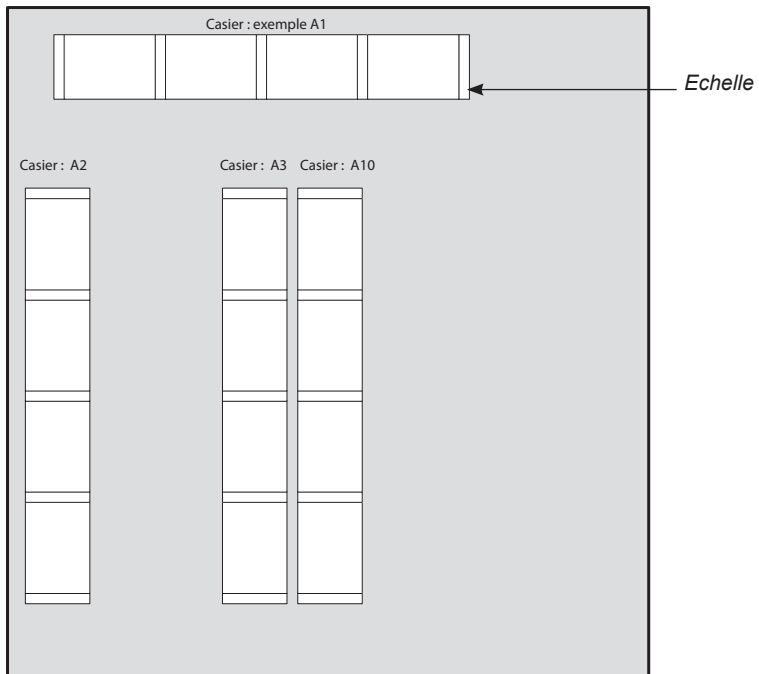 Casier : exemple A1
Echelle
Casier : A2
Casier : A3
Casier : A10